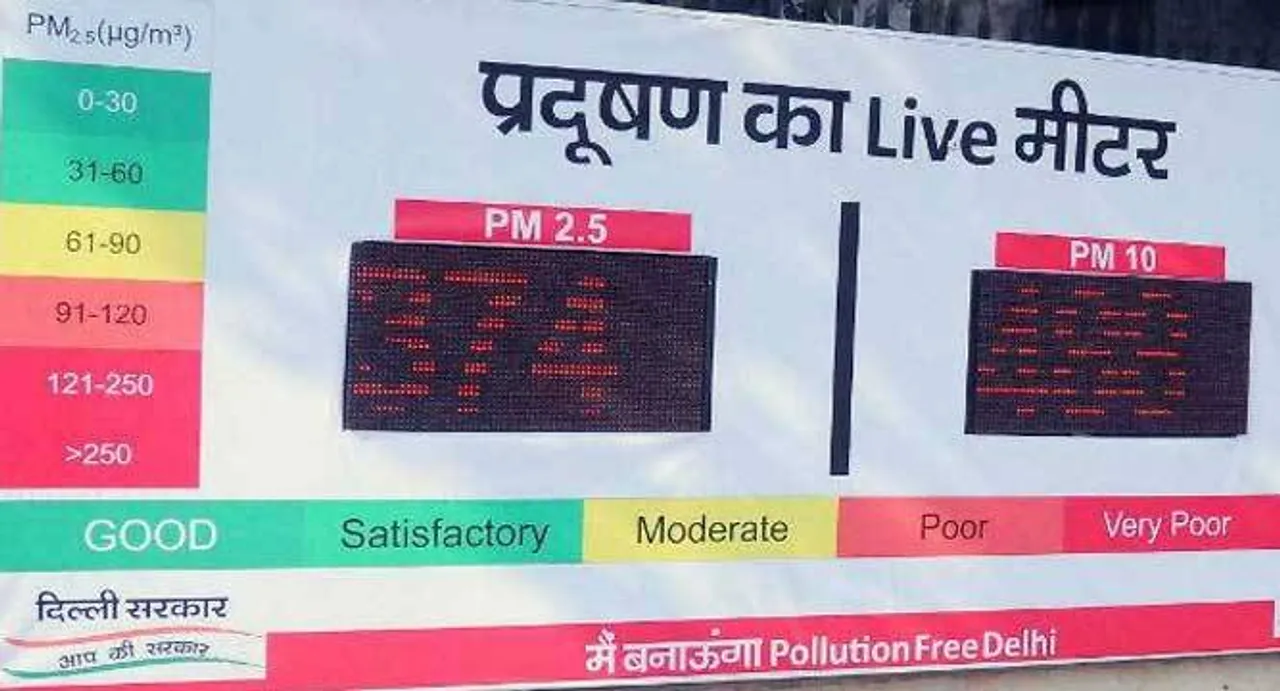 PM2.5(µg/m³)
0-30
31-60
61-90
91-120
121-250
>250
प्रदूषण का Live मीटर
PM 2.5
374
PM 10
GOOD
Satisfactory
Moderate
Poor
Very Poor
दिल्ली सरकार
आप की सरकार
मैं बनाऊंगा Pollution Free Delhi